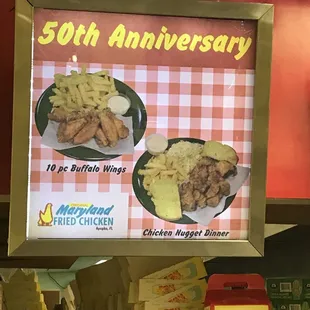 50th Anniversary
10 pc Buffalo Wings
Maryland
FRIED CHICKEN
Chicken Nugget Dinner